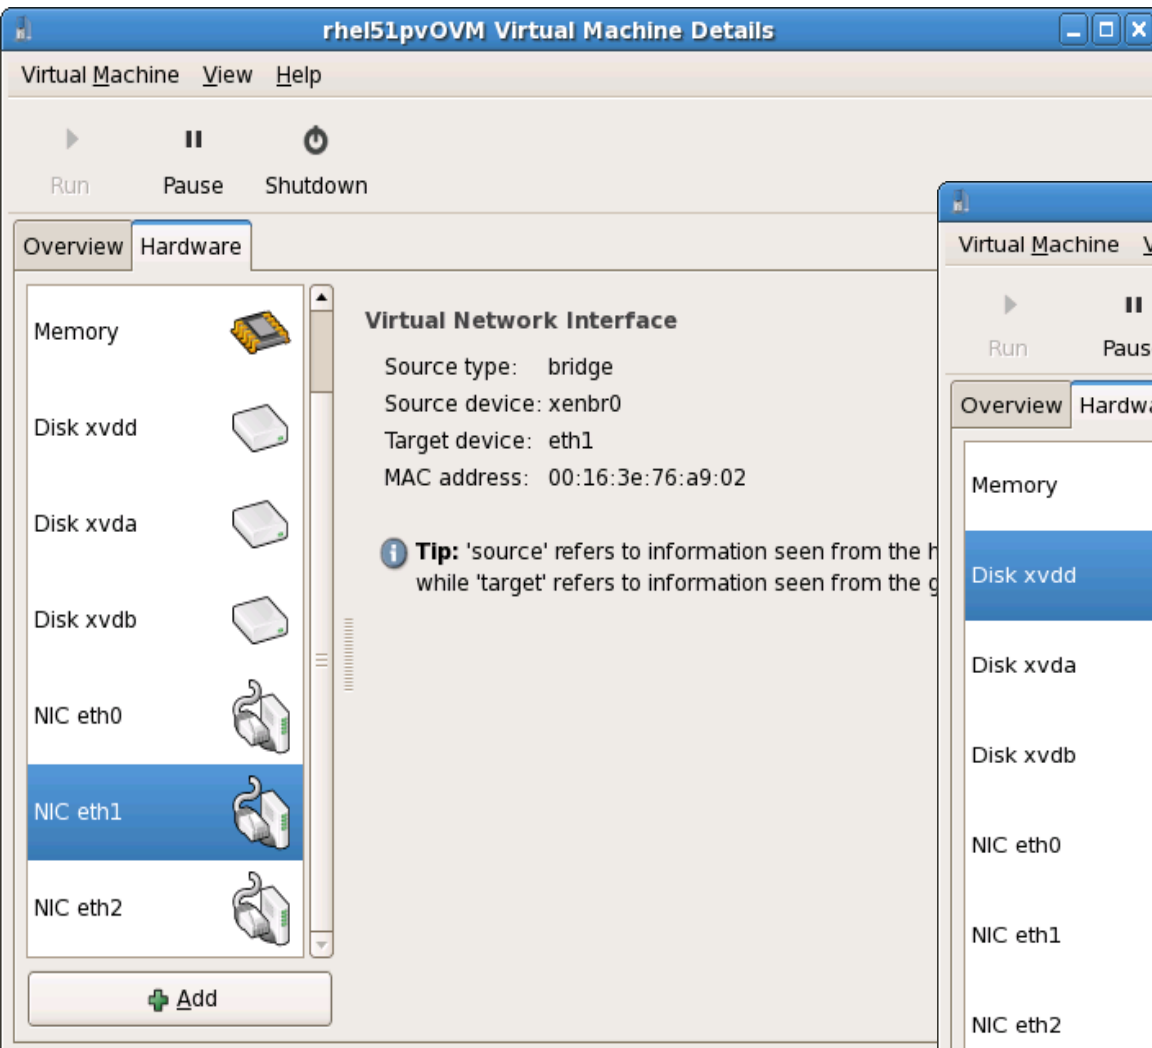 rhel51pvOVM Virtual Machine Details
Virtual Machine View Help
Run Pause Shutdown
Overview Hardware
Memory
Disk xvdd
Disk xvda
Disk xvdb
NIC eth0
NIC eth1
NIC eth2
Add
Virtual Network Interface
Source type: bridge
Source device: xenbr0
Target device: eth1
MAC address: 00:16:3e:76:a9:02
Tip: 'source' refers to information seen from the
while 'target' refers to information seen from the
Virtual Machine
Run Paus
Overview Hardwa
Memory
Disk xvdd
Disk xvda
Disk xvdb
NIC eth0
NIC eth1
NIC eth2